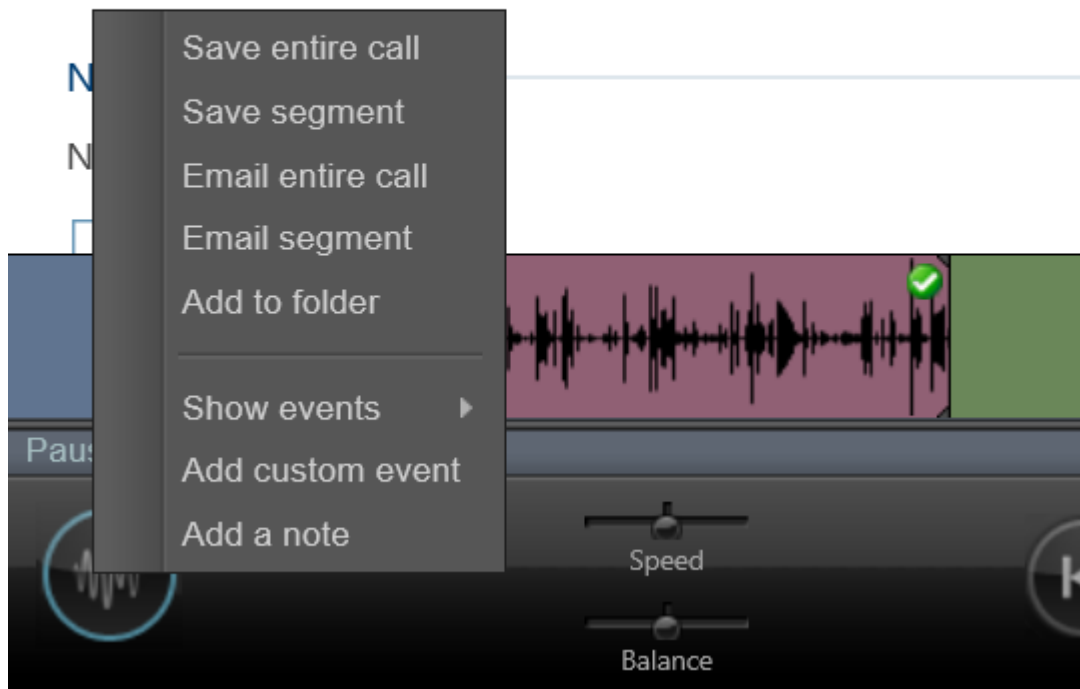 Save entire call
Save segment
Email entire call
Email segment
Add to folder
Show events
Add custom event
Add a note
Speed
Balance